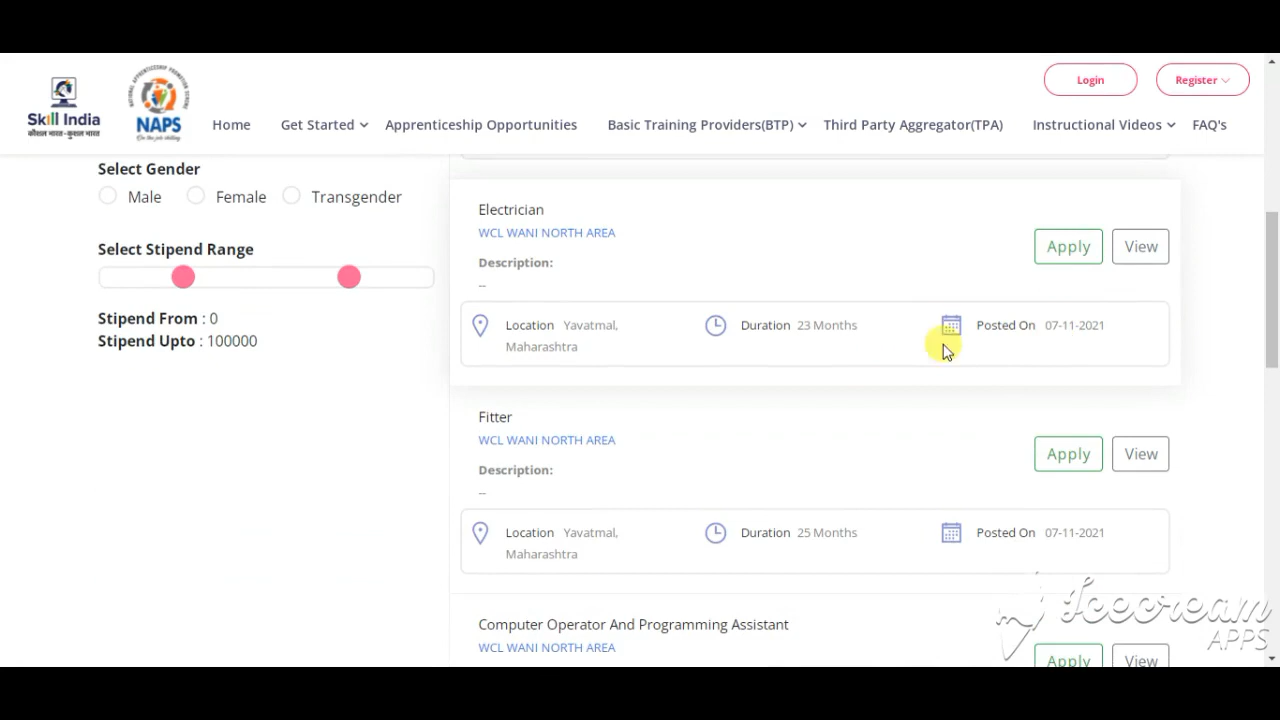 Login
Register
Skill India
कौशल भारत-कुशल भारत
NATIONAL APPRENTICESHIP PROMOTION SCHEME
NAPS
Home
Get Started
Apprenticeship Opportunities
Basic Training Providers(BTP)
Third Party Aggregator(TPA)
Instructional Videos
FAQ's
Select Gender
Male
Female
Transgender
Select Stipend Range
Stipend From : 0
Stipend Upto : 100000
Electrician
WCL WANI NORTH AREA
Apply
View
Description:
--
Location Yavatmal,
Maharashtra
Duration 23 Months
Posted On 07-11-2021
Fitter
WCL WANI NORTH AREA
Apply
View
Description:
--
Location Yavatmal,
Maharashtra
Duration 25 Months
Posted On 07-11-2021
Computer Operator And Programming Assistant
WCL WANI NORTH AREA
Apply
View
Icecream
APPS